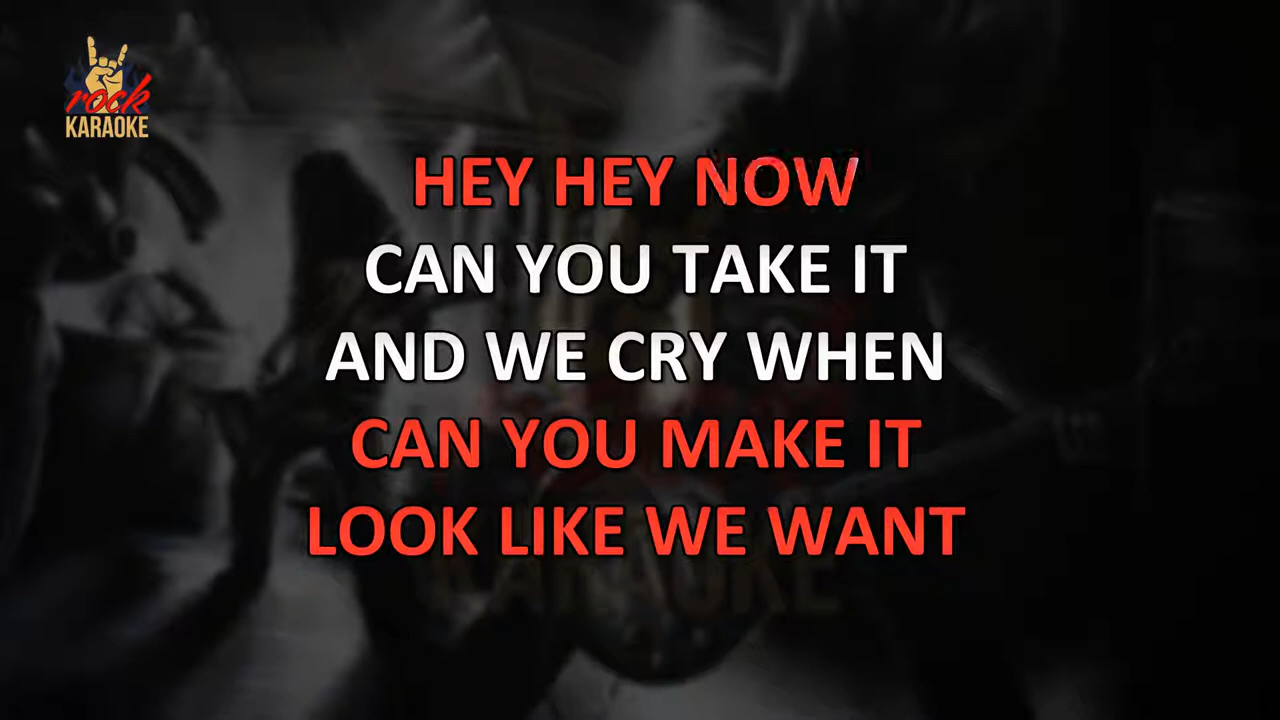 rock
KARAOKE
HEY HEY NOW
CAN YOU TAKE IT
AND WE CRY WHEN
CAN YOU MAKE IT
LOOK LIKE WE WANT
KARAOKE